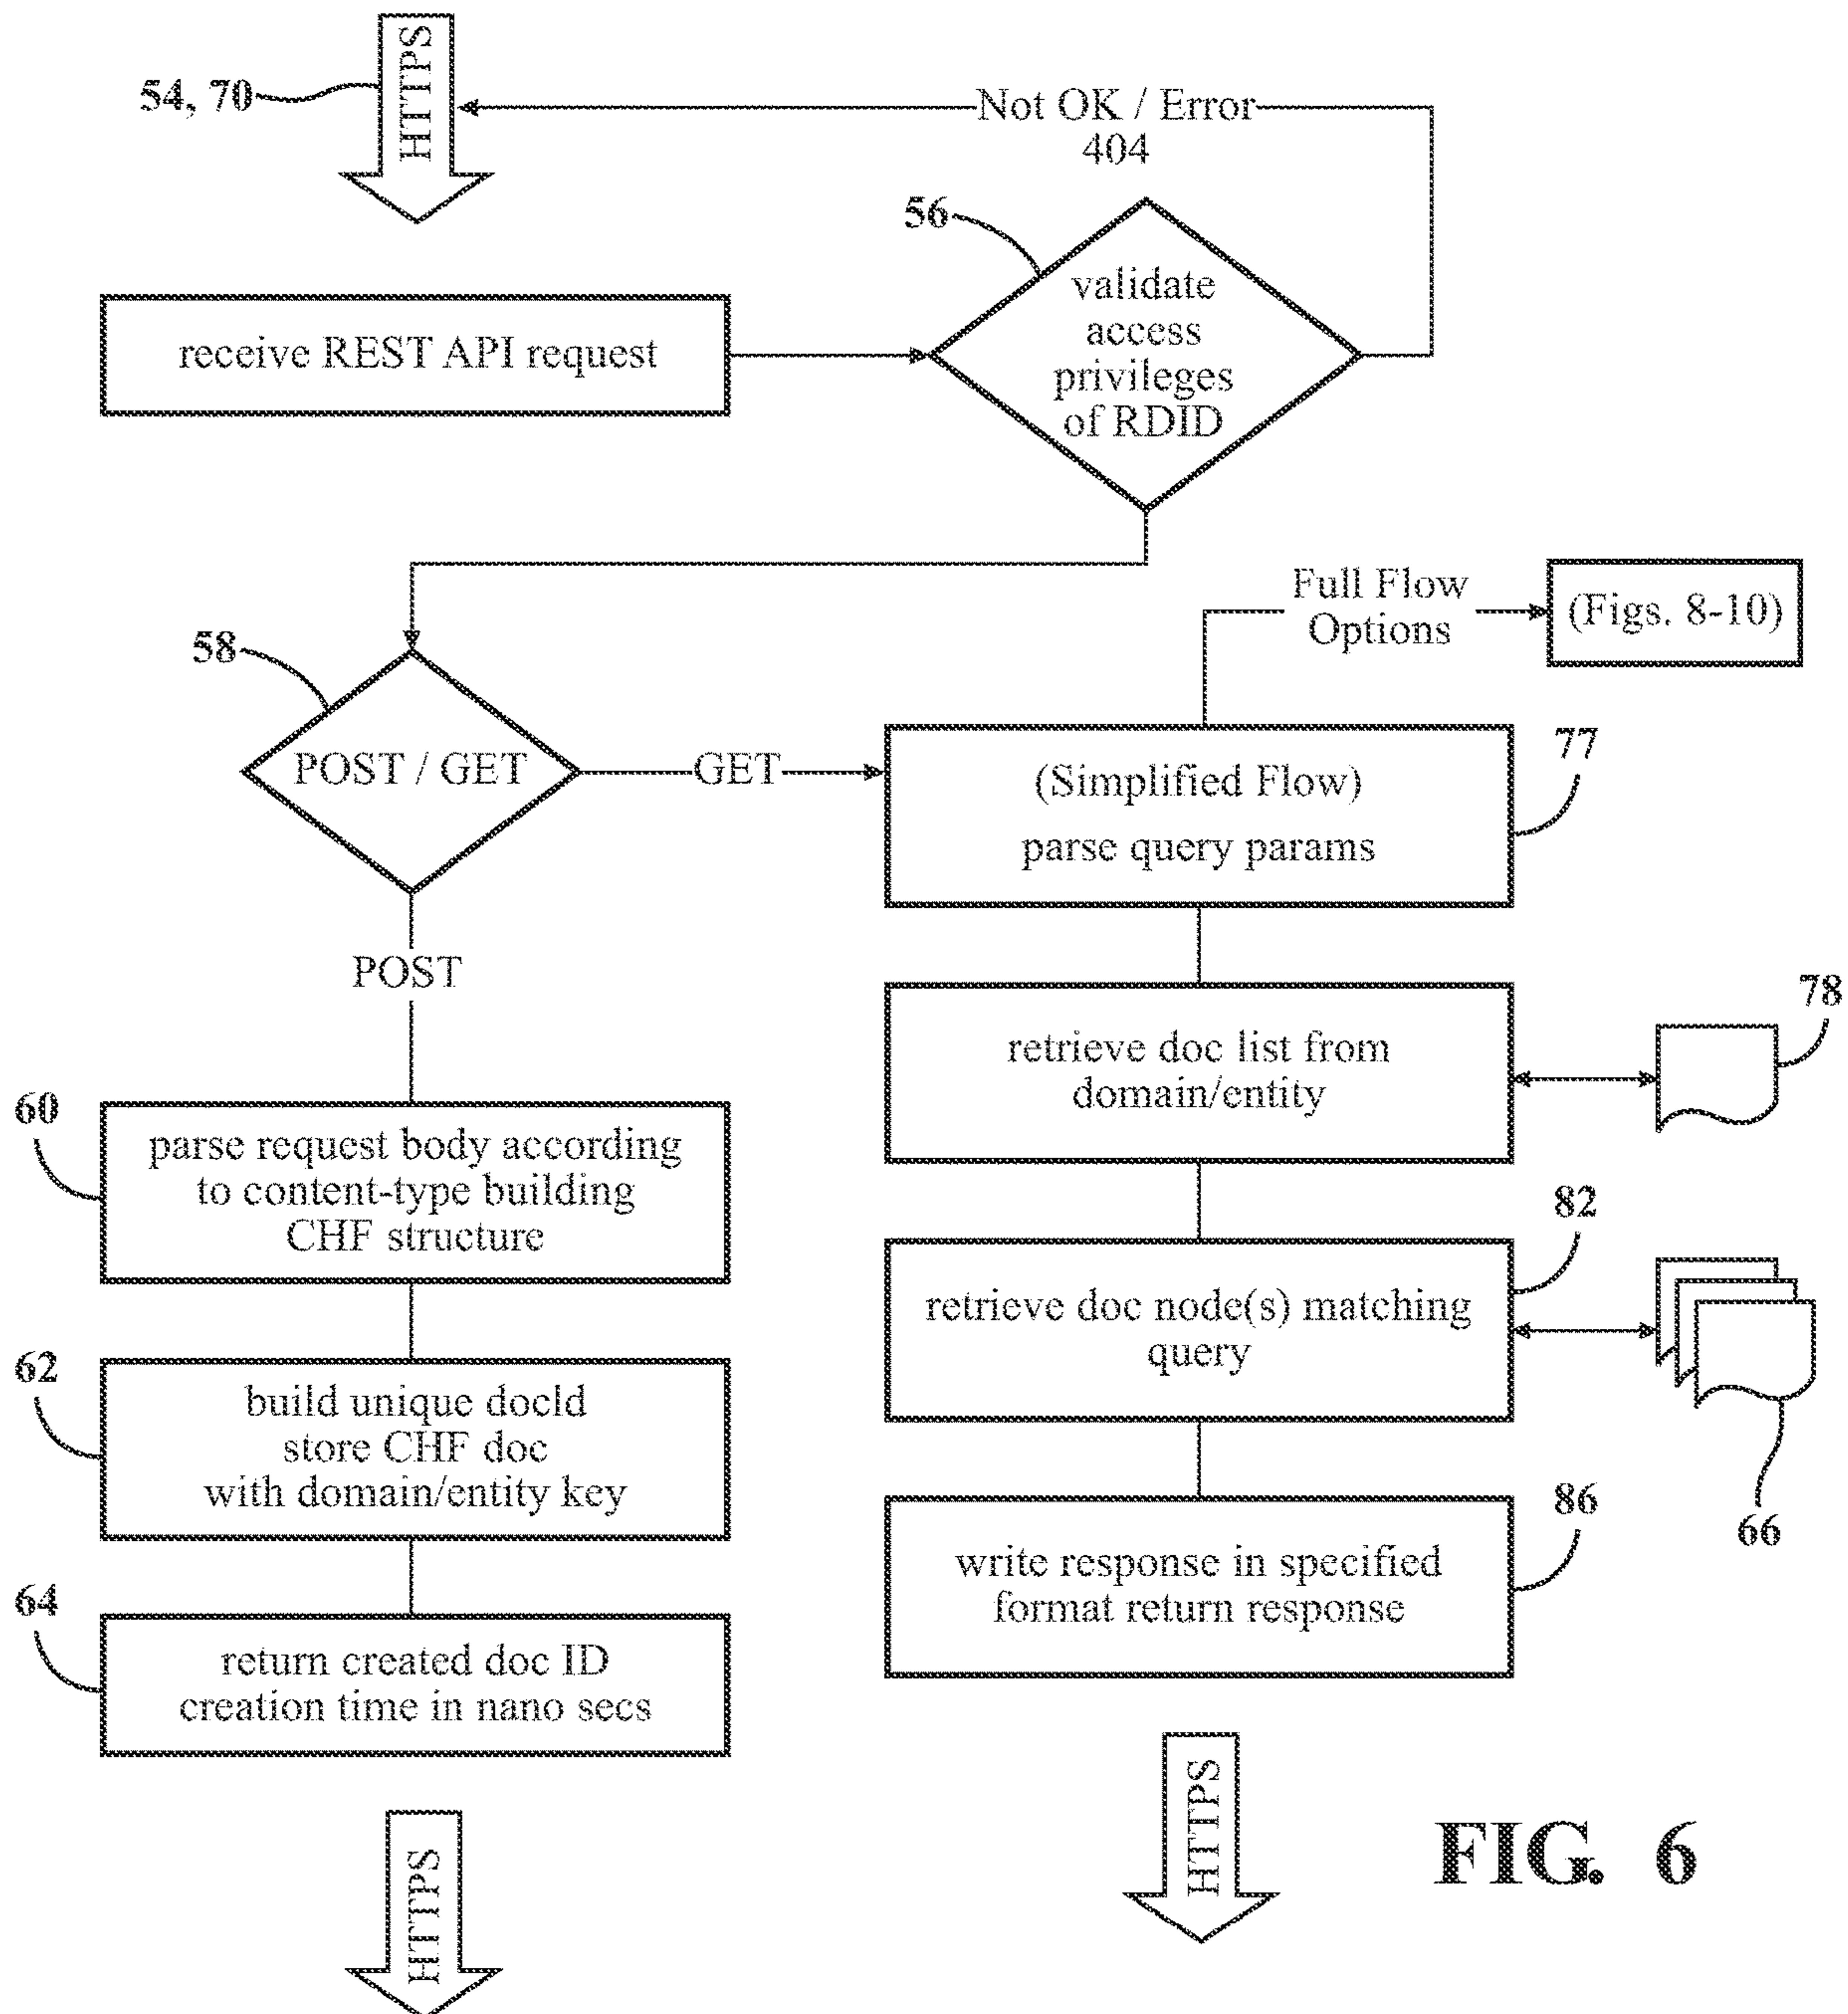 HTTPS
54, 70
Not OK / Error
404
56
validate
access
privileges
of RDID
receive REST API request
Full Flow
Options
(Figs. 8-10)
58
POST / GET
GET
77
(Simplified Flow)
parse query params
POST
78
retrieve doc list from
domain/entity
60
parse request body according
to content-type building
CHF structure
82
retrieve doc node(s) matching
query
66
62
build unique docId
store CHF doc
with domain/entity key
86
write response in specified
format return response
64
return created doc ID
creation time in nano secs
HTTPS
HTTPS
FIG. 6